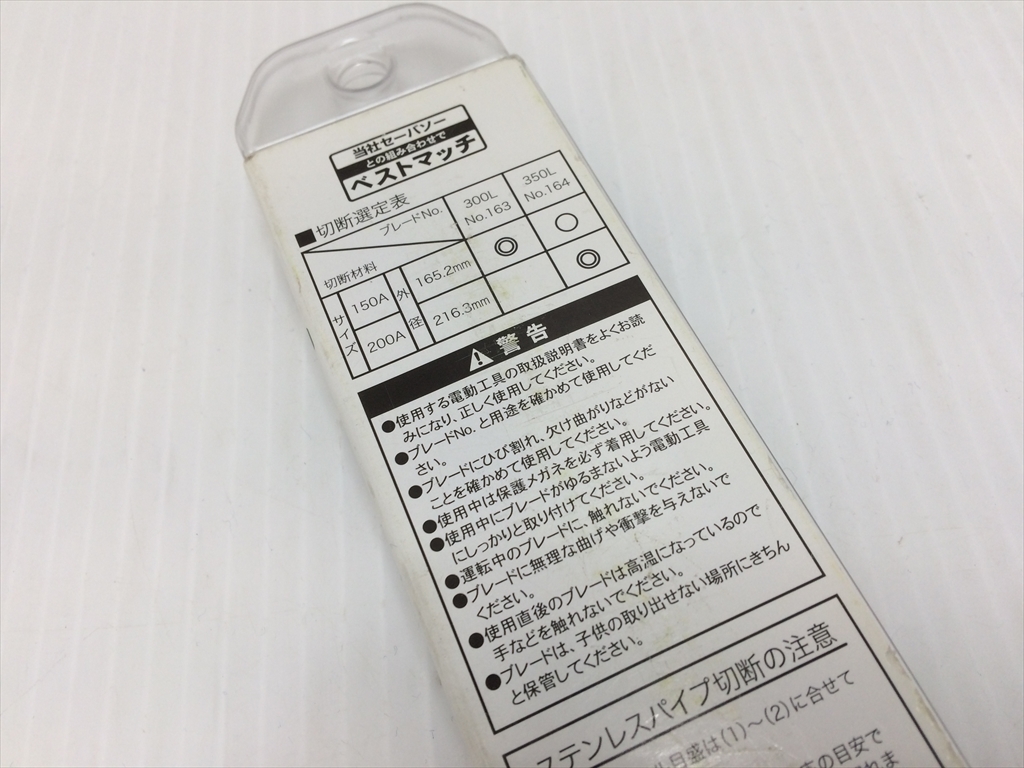 当社セーバソー
との組み合わせで
ベストマッチ
■切断選定表
ブレードNo. 300L No.163 350L No.164
切断材料
サイズ 150A 外径 165.2mm ◎ ○
200A 216.3mm ◎
警告
●使用する電動工具の取扱説明書をよくお読
みになり、正しく使用してください。
●ブレードNo. と用途を確かめて使用してくだ
さい。
●ブレードにひび割れ、欠け曲がりなどがない
ことを確かめて使用してください。
●使用中は保護メガネを必ず着用してください。
●使用中にブレードがゆるまないよう電動工具
にしっかりと取り付けてください。
●運転中のブレードに、触れないでください。
●ブレードに無理な曲げや衝撃を与えないで
ください。
●使用直後のブレードは高温になっているので
手などを触れないでください。
●ブレードは、子供の取り出せない場所にきちん
と保管してください。
ステンレスパイプ切断の注意
目盛は(1)～(2)に合せて
の目安で